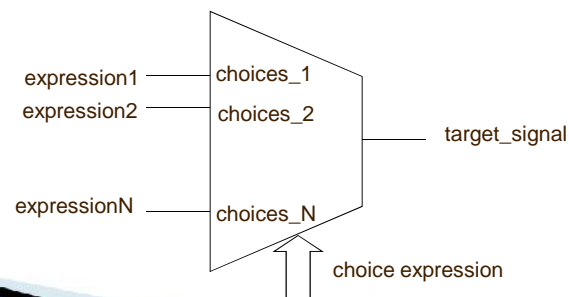 expression1
choices_1
expression2
choices_2
target_signal
expressionN
choices_N
choice expression